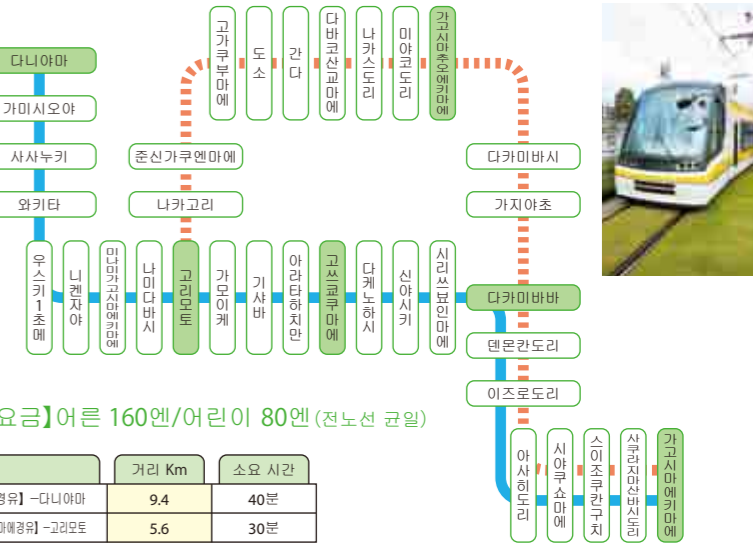 고가쿠부마에
도소
간다
다바코산교마에
나카스도리
미야코도리
가고시마추오에키마에
다니야마
가미시오야
사사누키
와키타
준신가쿠엔마에
나카고리
다카미바시
가지야초
우스키1초메
니켄자야
미나미가고시마에키마에
나미다바시
고리모토
가모이케
기샤바
아라타하치만
고쓰쿄쿠마에
다케노하시
신야시키
시리쓰뵤인마에
다카미바바
덴몬칸도리
이즈로도리
아사히도리
시야쿠쇼마에
스이조쿠칸구치
사쿠라지마산바시도리
가고시마에키마에
요금】어른 160엔/어린이 80엔 (전노선 균일)
거리 Km
소요 시간
경유】 –다니야마
9.4
40분
마에경유】 –고리모토
5.6
30분